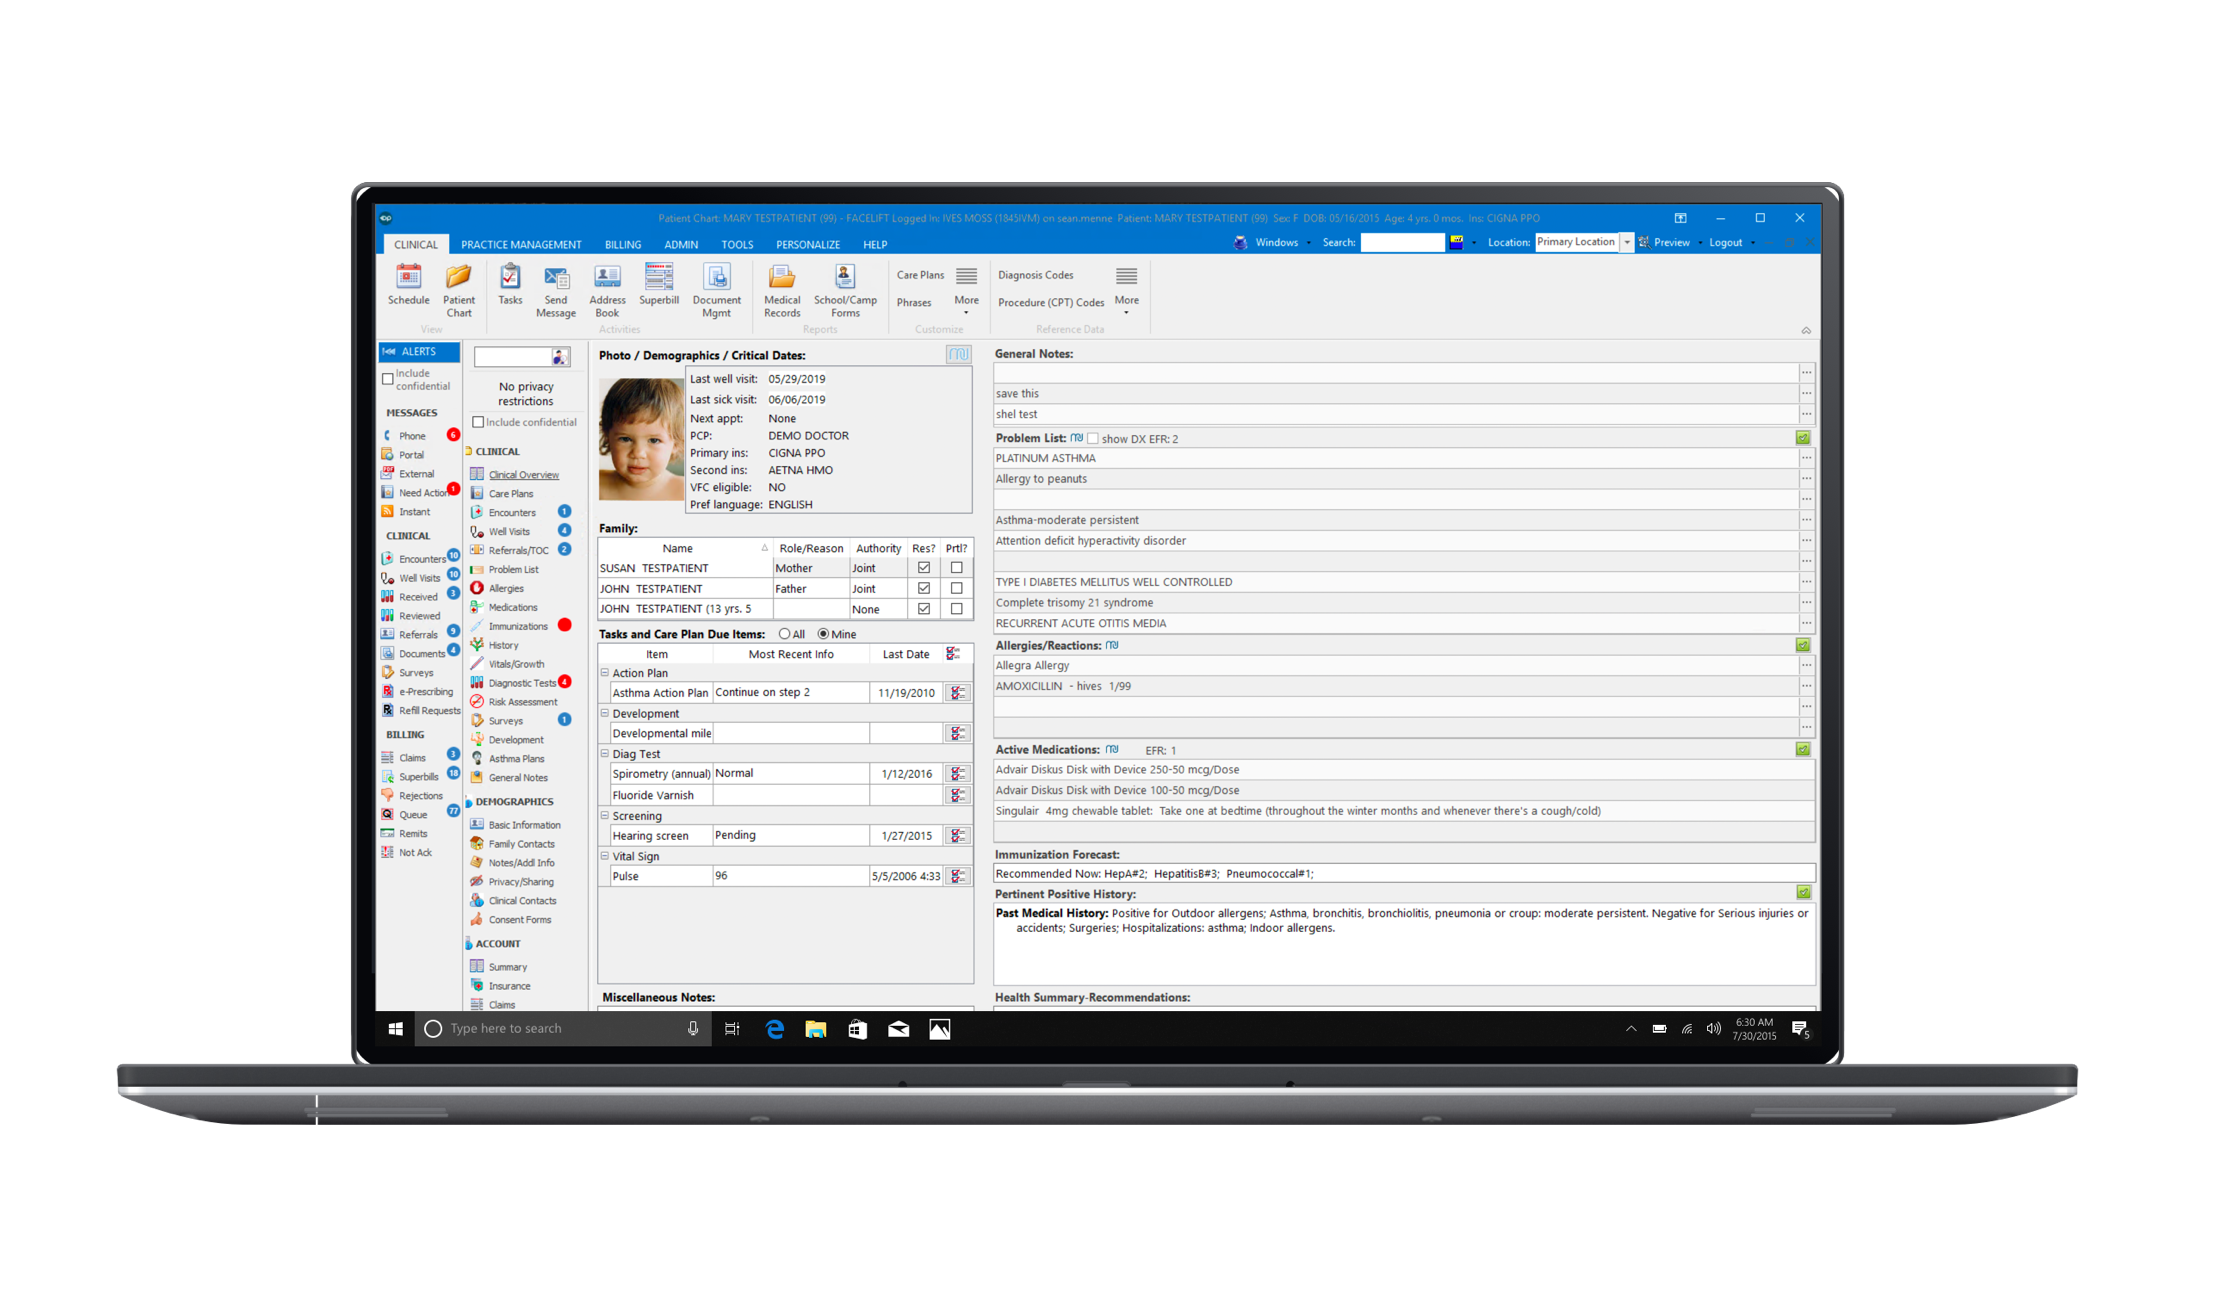 op
Patient Chart: MARY TESTPATIENT (99) - FACELIFT Logged In: IVES MOSS (1845IVM) on sean.menne Patient: MARY TESTPATIENT (99) Sex: F DOB: 05/16/2015 Age: 4 yrs. 0 mos. Ins: CIGNA PPO
CLINICAL PRACTICE MANAGEMENT BILLING ADMIN TOOLS PERSONALIZE HELP
Windows Search: Location: Primary Location Preview Logout
Schedule
Patient Chart
View
Tasks
Send Message
Address Book
Superbill
Document Mgmt
Activities
Medical Records
School/Camp Forms
Reports
Care Plans
Phrases
More
Customize
Diagnosis Codes
Procedure (CPT) Codes
More
Reference Data
ALERTS
Include confidential
MESSAGES
Phone 6
Portal
External
Need Action 1
Instant
CLINICAL
Encounters 10
Well Visits 10
Received 3
Reviewed
Referrals 9
Documents 4
Surveys
e-Prescribing
Refill Requests
BILLING
Claims 3
Superbills 18
Rejections
Queue 77
Remits
Not Ack
No privacy
restrictions
Include confidential
CLINICAL
Clinical Overview
Care Plans
Encounters 1
Well Visits 4
Referrals/TOC 2
Problem List
Allergies
Medications
Immunizations
History
Vitals/Growth
Diagnostic Tests 4
Risk Assessment
Surveys 1
Development
Asthma Plans
General Notes
DEMOGRAPHICS
Basic Information
Family Contacts
Notes/Addl Info
Privacy/Sharing
Clinical Contacts
Consent Forms
ACCOUNT
Summary
Insurance
Claims
Photo / Demographics / Critical Dates:
Last well visit: 05/29/2019
Last sick visit: 06/06/2019
Next appt: None
PCP: DEMO DOCTOR
Primary ins: CIGNA PPO
Second ins: AETNA HMO
VFC eligible: NO
Pref language: ENGLISH
Family:
Name Role/Reason Authority Res? Prtl?
SUSAN TESTPATIENT Mother Joint
JOHN TESTPATIENT Father Joint
JOHN TESTPATIENT (13 yrs. 5 None
Tasks and Care Plan Due Items: All Mine
Item Most Recent Info Last Date
Action Plan
Asthma Action Plan Continue on step 2 11/19/2010
Development
Developmental mile
Diag Test
Spirometry (annual) Normal 1/12/2016
Fluoride Varnish
Screening
Hearing screen Pending 1/27/2015
Vital Sign
Pulse 96 5/5/2006 4:33
Miscellaneous Notes:
General Notes:
save this
shel test
Problem List: show DX EFR: 2
PLATINUM ASTHMA
Allergy to peanuts
Asthma-moderate persistent
Attention deficit hyperactivity disorder
TYPE I DIABETES MELLITUS WELL CONTROLLED
Complete trisomy 21 syndrome
RECURRENT ACUTE OTITIS MEDIA
Allergies/Reactions:
Allegra Allergy
AMOXICILLIN - hives 1/99
Active Medications: EFR: 1
Advair Diskus Disk with Device 250-50 mcg/Dose
Advair Diskus Disk with Device 100-50 mcg/Dose
Singulair 4mg chewable tablet: Take one at bedtime (throughout the winter months and whenever there's a cough/cold)
Immunization Forecast:
Recommended Now: HepA#2; HepatitisB#3; Pneumococcal#1;
Pertinent Positive History:
Past Medical History: Positive for Outdoor allergens; Asthma, bronchitis, bronchiolitis, pneumonia or croup: moderate persistent. Negative for Serious injuries or
accidents; Surgeries; Hospitalizations: asthma; Indoor allergens.
Health Summary-Recommendations:
Type here to search
6:30 AM
7/30/2015
5